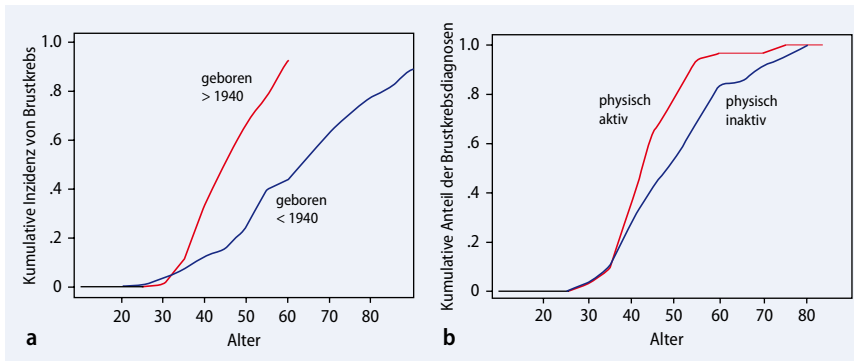 Kumulative Inzidenz von Brustkrebs
1.0
.8
.6
.4
.2
0
geboren
> 1940
geboren
< 1940
20 30 40 50 60 70 80
Alter
a
Kumulative Anteil der Brustkrebsdiagnosen
1.0
.8
.6
.4
.2
0
physisch
aktiv
physisch
inaktiv
20 30 40 50 60 70 80
Alter
b